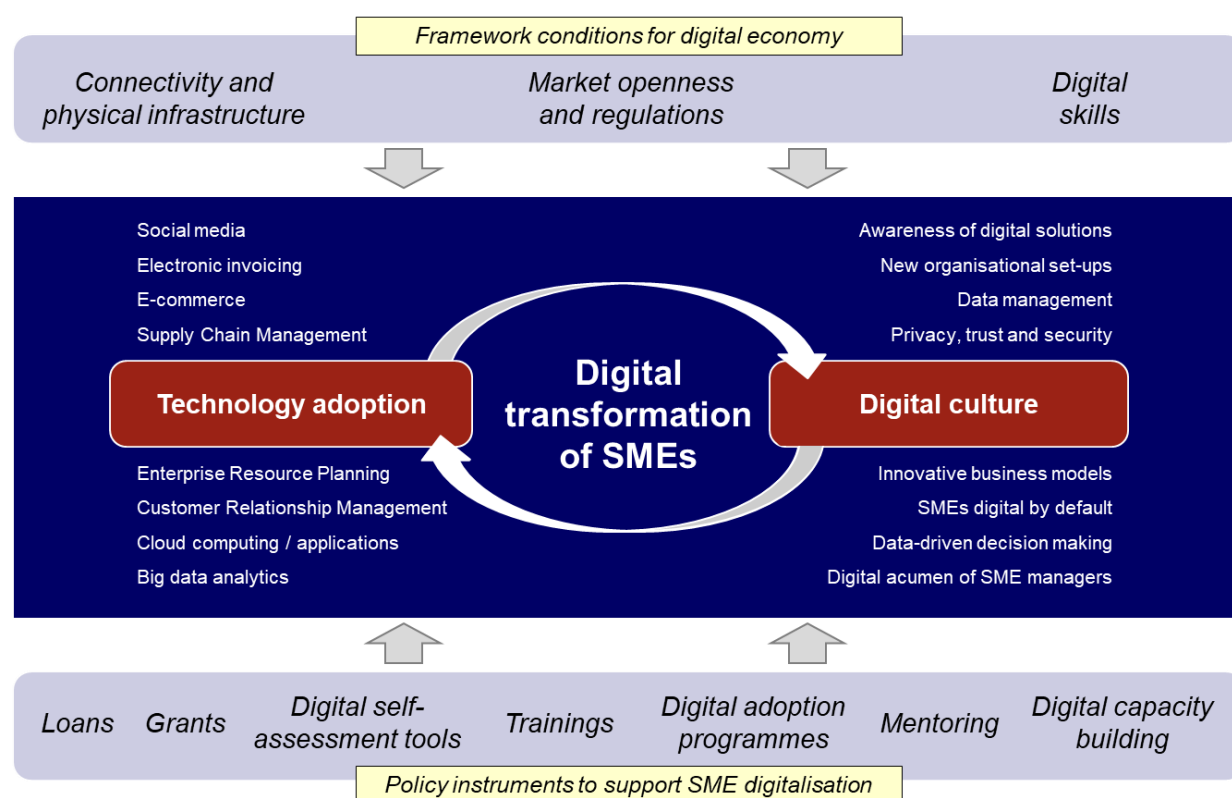 Framework conditions for digital economy
Connectivity and
physical infrastructure
Market openness
and regulations
Digital
skills
Social media
Electronic invoicing
E-commerce
Supply Chain Management
Technology adoption
Enterprise Resource Planning
Customer Relationship Management
Cloud computing / applications
Big data analytics
Digital
transformation
of SMEs
Awareness of digital solutions
New organisational set-ups
Data management
Privacy, trust and security
Digital culture
Innovative business models
SMEs digital by default
Data-driven decision making
Digital acumen of SME managers
Loans
Grants
Digital self-
assessment tools
Trainings
Digital adoption
programmes
Mentoring
Digital capacity
building
Policy instruments to support SME digitalisation